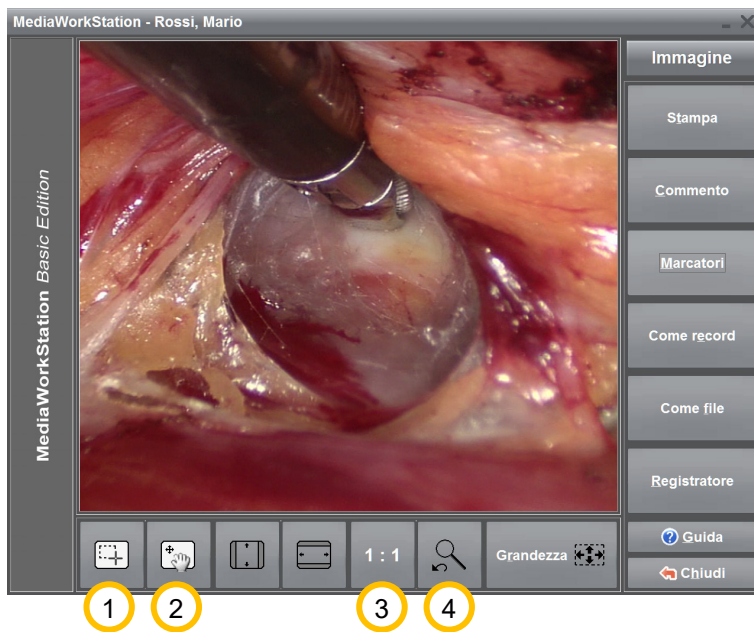 MediaWorkStation - Rossi, Mario
MediaWorkStation Basic Edition
Immagine
Stampa
Commento
Marcatori
Come record
Come file
Registratore
Guida
Chiudi
1 : 1
Grandezza
1
2
3
4